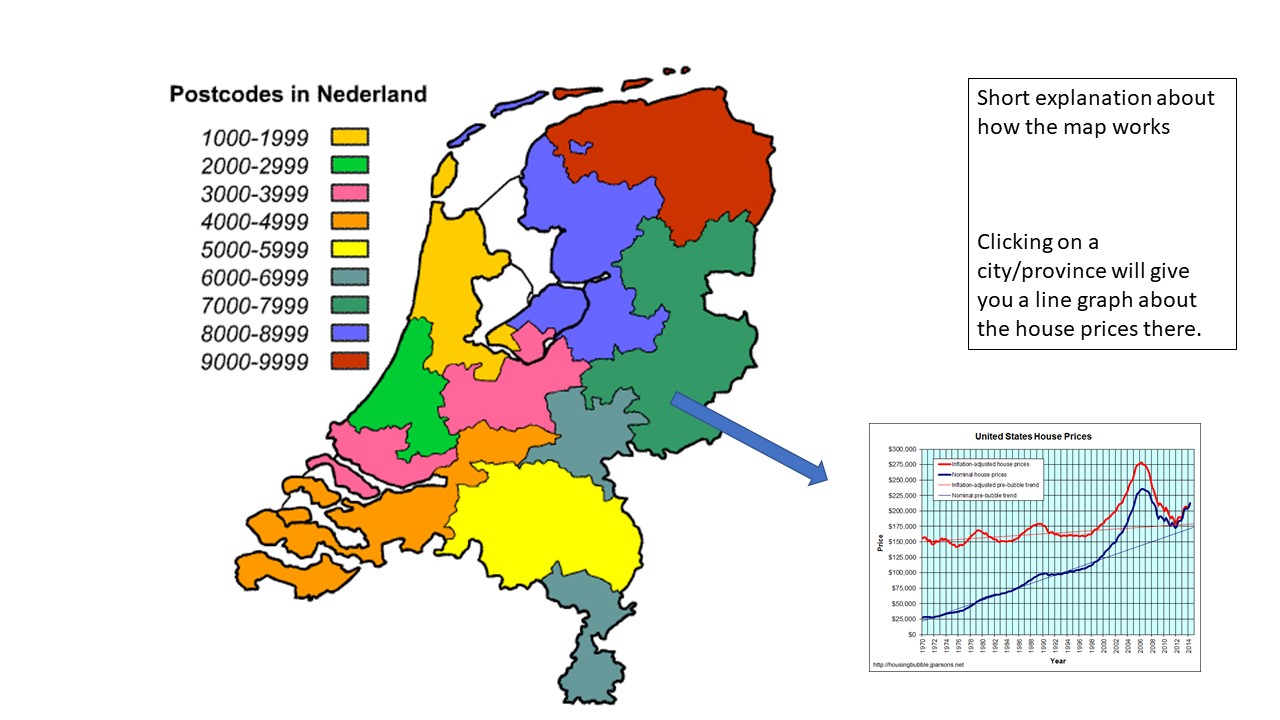 Postcodes in Nederland
1000-1999
2000-2999
3000-3999
4000-4999
5000-5999
6000-6999
7000-7999
8000-8999
9000-9999
Short explanation about
how the map works
Clicking on a
city/province will give
you a line graph about
the house prices there.
United States House Prices
$300,000
$275,000
$250,000
$225,000
$200,000
$175,000
$150,000
$125,000
$100,000
$75,000
$50,000
$25,000
$0
Price
Inflation-adjusted house prices
Nominal house prices
Inflation-adjusted pre-bubble trend
Nominal pre-bubble trend
1970 1972 1974 1976 1978 1980 1982 1984 1986 1988 1990 1992 1994 1996 1998 2000 2002 2004 2006 2008 2010 2012 2014
Year
http://housingbubble.jparsons.net